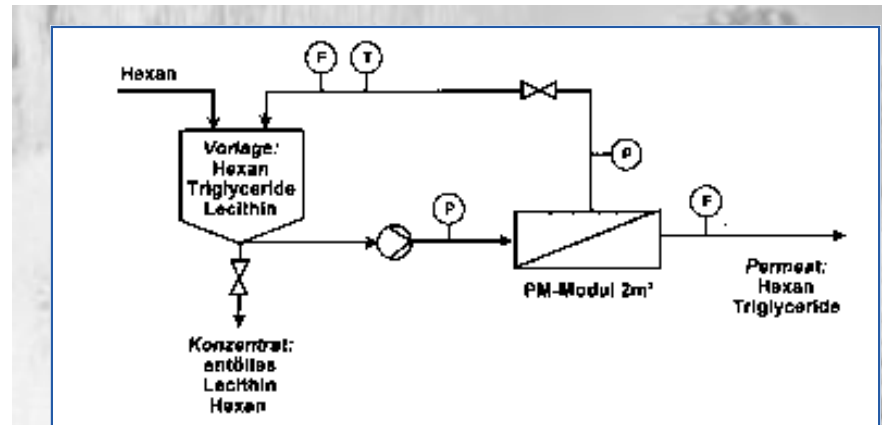 Hexan
F
T
Vorlage:
Hexan
Triglyceride
Lecithin
P
P
F
PM-Modul 2m²
Permeat:
Hexan
Triglyceride
Konzentrat:
entöltes
Lecithin
Hexan